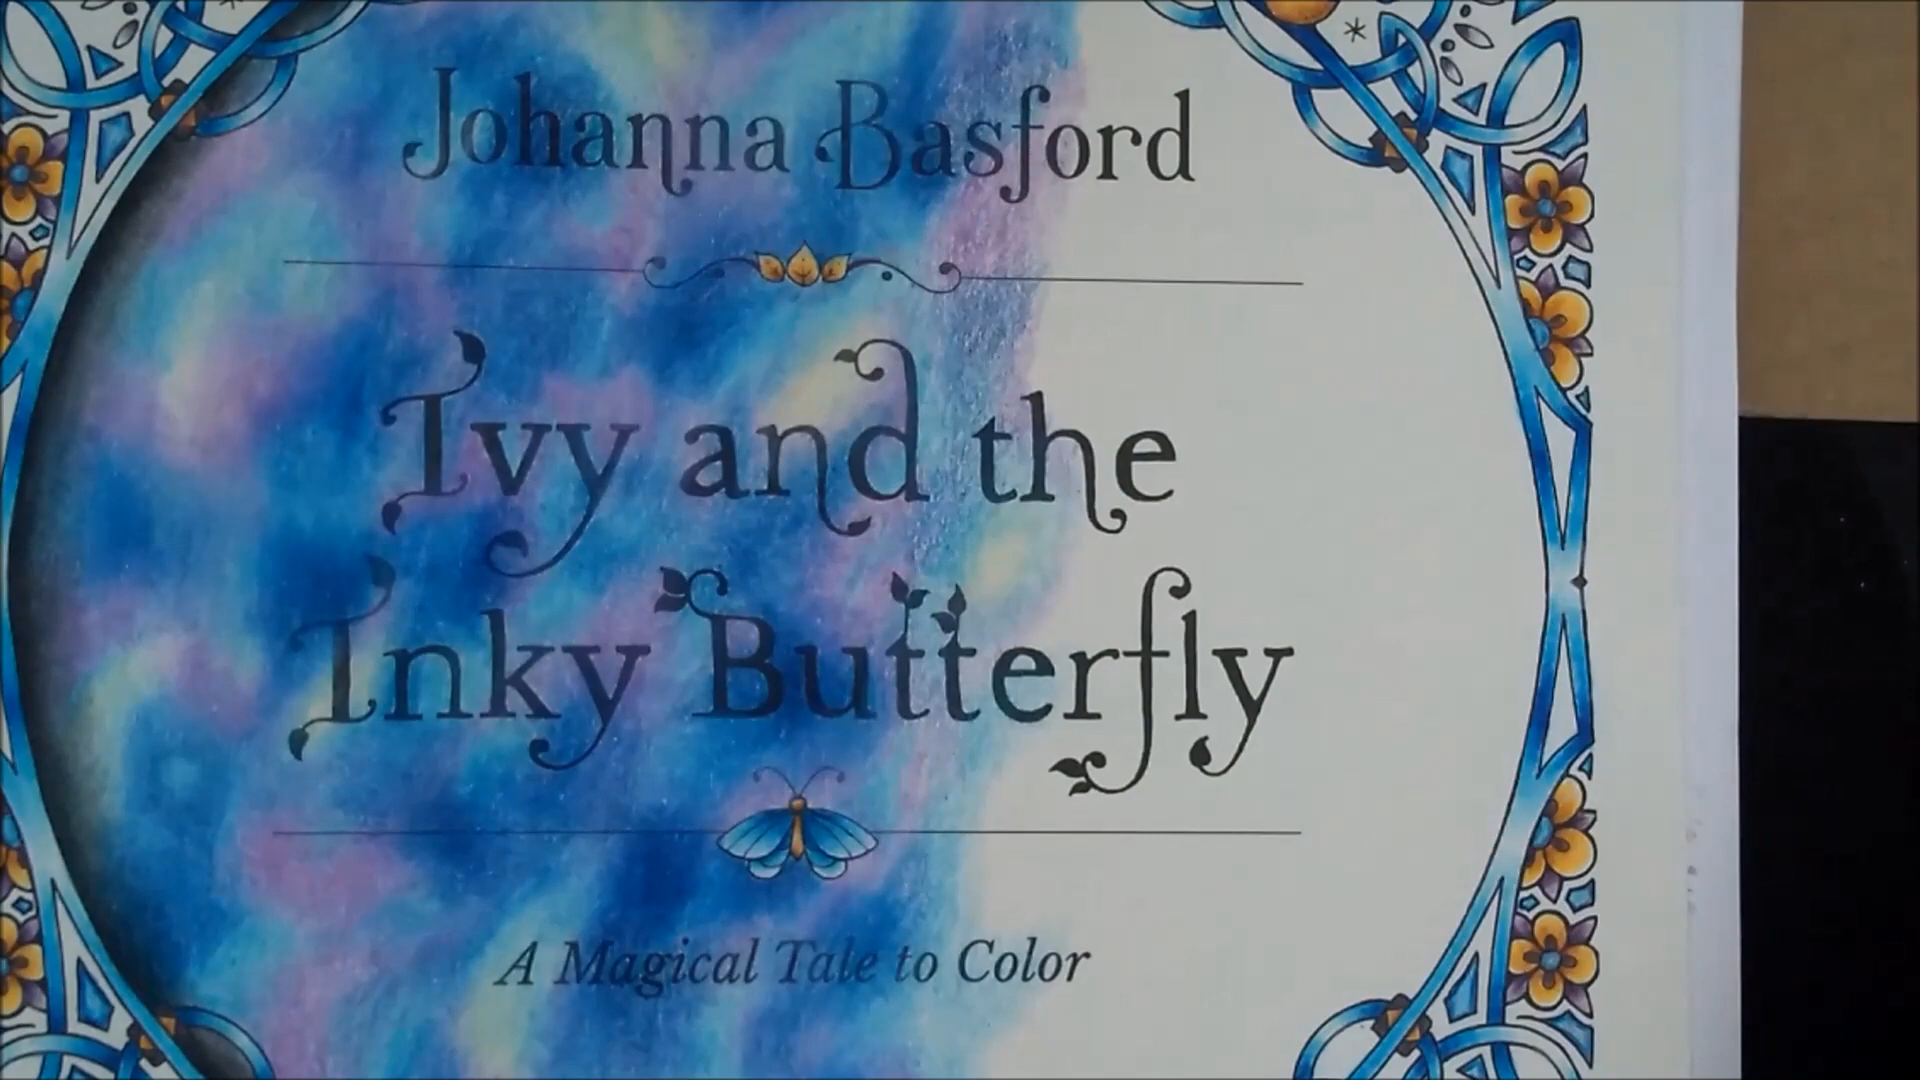 Johanna Basford
Ivy and the
Inky Butterfly
A Magical Tale to Color